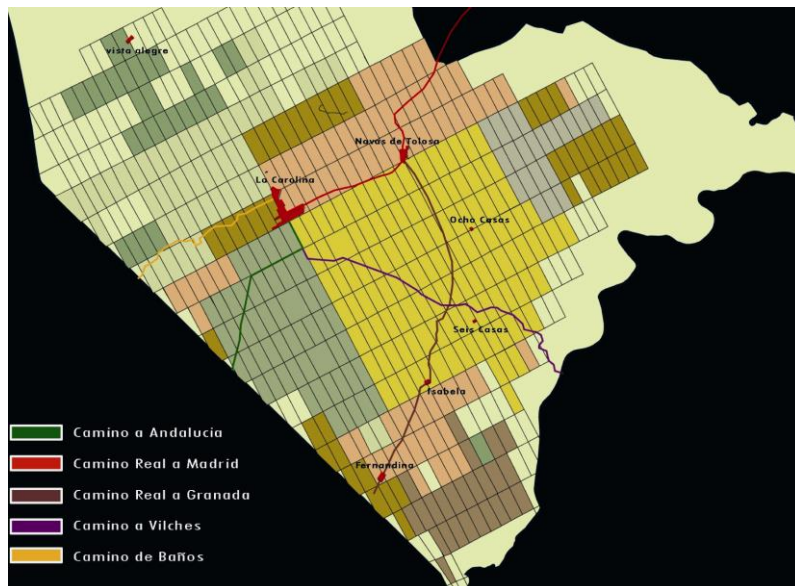 vista alegre
Navas de Tolosa
La Carolina
Ocho Casas
Seis Casas
Isabela
Fernandina
Camino a Andalucia
Camino Real a Madrid
Camino Real a Granada
Camino a Vilches
Camino de Baños